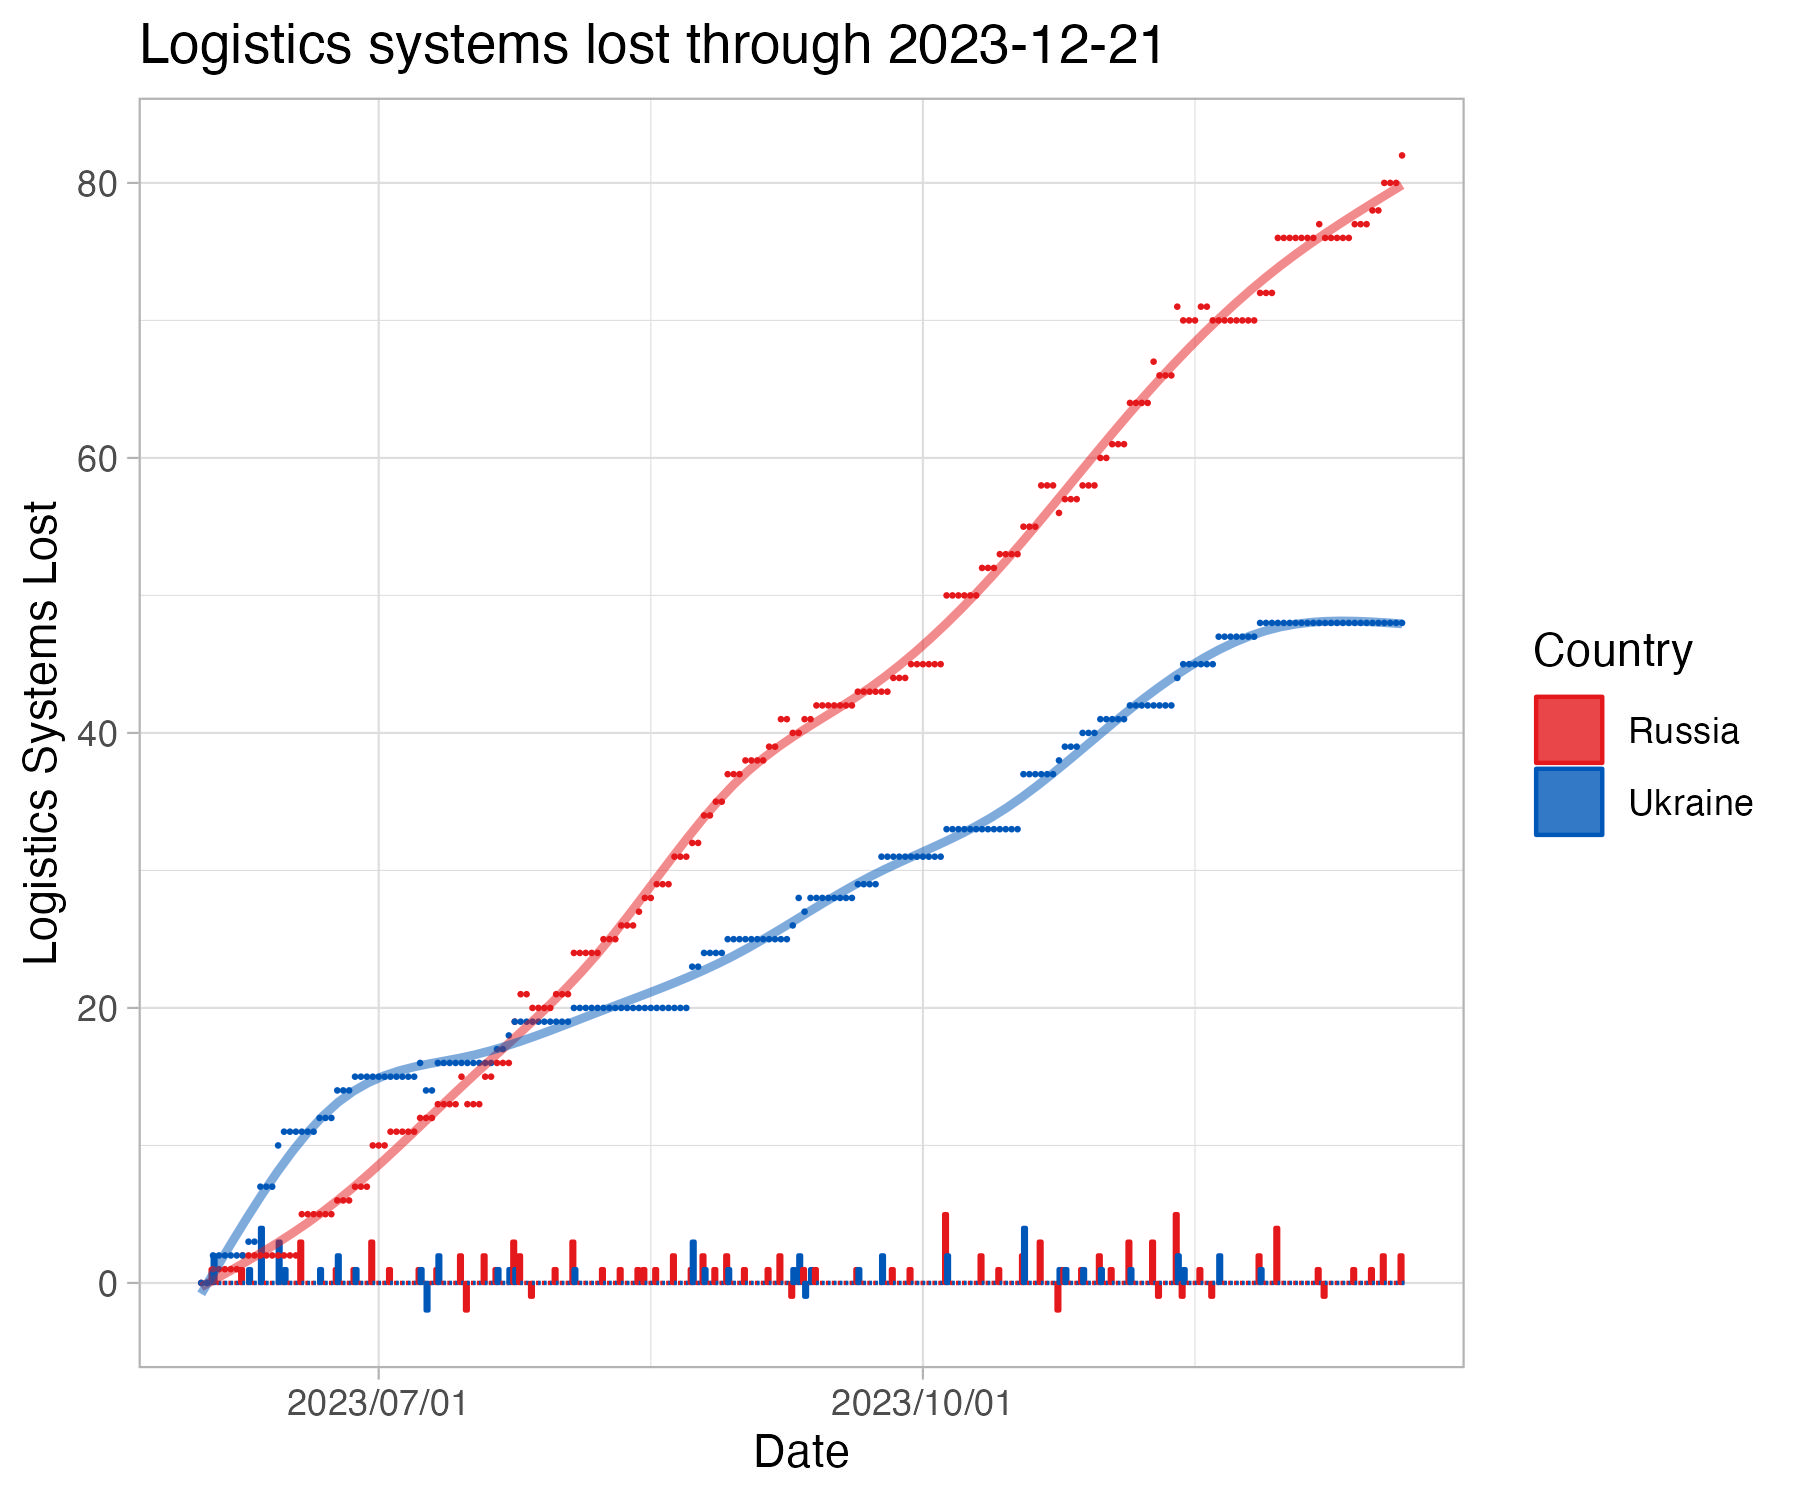 Logistics systems lost through 2023-12-21
Logistics Systems Lost
80
60
40
20
0
2023/07/01
2023/10/01
Date
Country
Russia
Ukraine